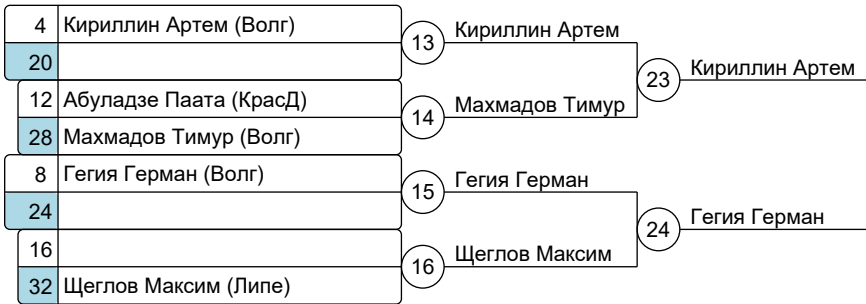 4 Кириллин Артем (Волг)
20
12 Абуладзе Паата (КрасД)
28 Махмадов Тимур (Волг)
8 Гегия Герман (Волг)
24
16
32 Щеглов Максим (Липе)
13 Кириллин Артем
14 Махмадов Тимур
15 Гегия Герман
16 Щеглов Максим
23 Кириллин Артем
24 Гегия Герман